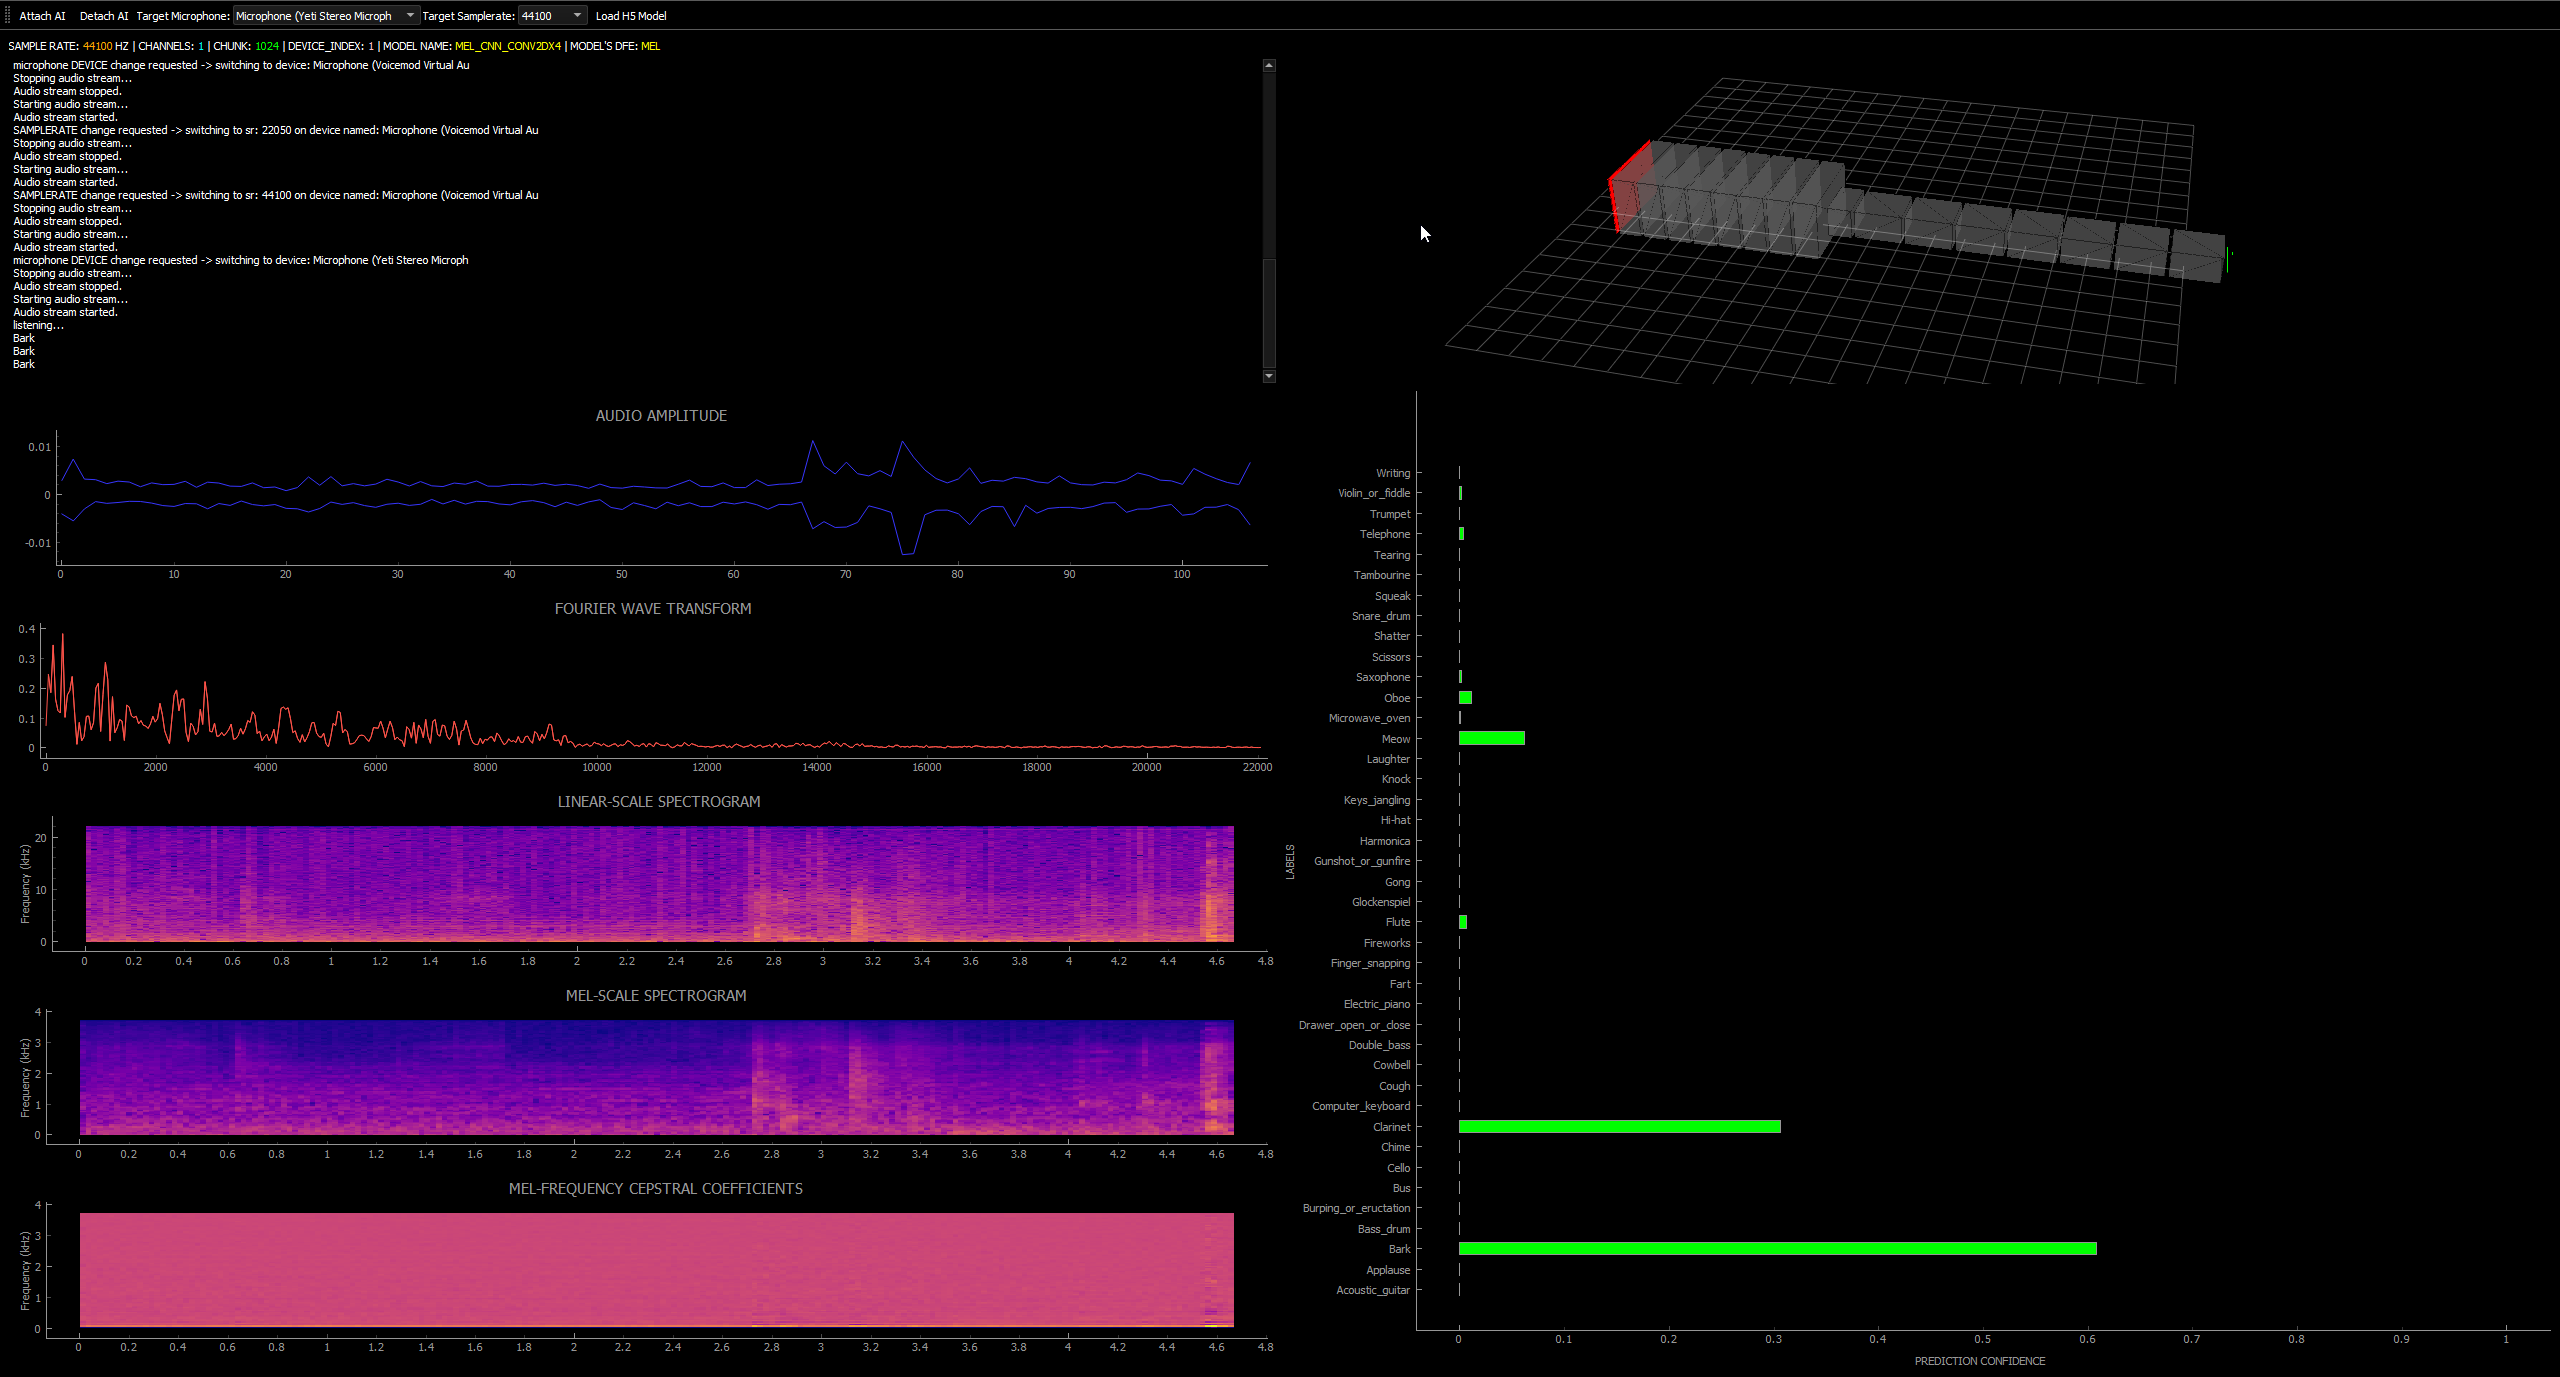 Attach AI Detach AI Target Microphone: Microphone (Yeti Stereo Microph Target Samplerate: 44100 Load H5 Model
SAMPLE RATE: 44100 HZ | CHANNELS: 1 | CHUNK: 1024 | DEVICE_INDEX: 1 | MODEL NAME: MEL_CNN_CONV2DX4 | MODEL'S DFE: MEL
microphone DEVICE change requested -> switching to device: Microphone (Voicemod Virtual Au
Stopping audio stream...
Audio stream stopped.
Starting audio stream...
Audio stream started.
SAMPLERATE change requested -> switching to sr: 22050 on device named: Microphone (Voicemod Virtual Au
Stopping audio stream...
Audio stream stopped.
Starting audio stream...
Audio stream started.
SAMPLERATE change requested -> switching to sr: 44100 on device named: Microphone (Voicemod Virtual Au
Stopping audio stream...
Audio stream stopped.
Starting audio stream...
Audio stream started.
microphone DEVICE change requested -> switching to device: Microphone (Yeti Stereo Microph
Stopping audio stream...
Audio stream stopped.
Starting audio stream...
Audio stream started.
listening...
Bark
Bark
Bark
AUDIO AMPLITUDE
0.01
0
-0.01
0 10 20 30 40 50 60 70 80 90 100
FOURIER WAVE TRANSFORM
0.4
0.3
0.2
0.1
0
0 2000 4000 6000 8000 10000 12000 14000 16000 18000 20000 22000
LINEAR-SCALE SPECTROGRAM
Frequency (kHz)
20
10
0
0 0.2 0.4 0.6 0.8 1 1.2 1.4 1.6 1.8 2 2.2 2.4 2.6 2.8 3 3.2 3.4 3.6 3.8 4 4.2 4.4 4.6 4.8
MEL-SCALE SPECTROGRAM
Frequency (kHz)
4
3
2
1
0
0 0.2 0.4 0.6 0.8 1 1.2 1.4 1.6 1.8 2 2.2 2.4 2.6 2.8 3 3.2 3.4 3.6 3.8 4 4.2 4.4 4.6 4.8
MEL-FREQUENCY CEPSTRAL COEFFICIENTS
Frequency (kHz)
4
3
2
1
0
0 0.2 0.4 0.6 0.8 1 1.2 1.4 1.6 1.8 2 2.2 2.4 2.6 2.8 3 3.2 3.4 3.6 3.8 4 4.2 4.4 4.6 4.8
LABELS
Writing
Violin_or_fiddle
Trumpet
Telephone
Tearing
Tambourine
Squeak
Snare_drum
Shatter
Scissors
Saxophone
Oboe
Microwave_oven
Meow
Laughter
Knock
Keys_jangling
Hi-hat
Harmonica
Gunshot_or_gunfire
Gong
Glockenspiel
Flute
Fireworks
Finger_snapping
Fart
Electric_piano
Drawer_open_or_close
Double_bass
Cowbell
Cough
Computer_keyboard
Clarinet
Chime
Cello
Bus
Burping_or_eructation
Bass_drum
Bark
Applause
Acoustic_guitar
0 0.1 0.2 0.3 0.4 0.5 0.6 0.7 0.8 0.9 1
PREDICTION CONFIDENCE